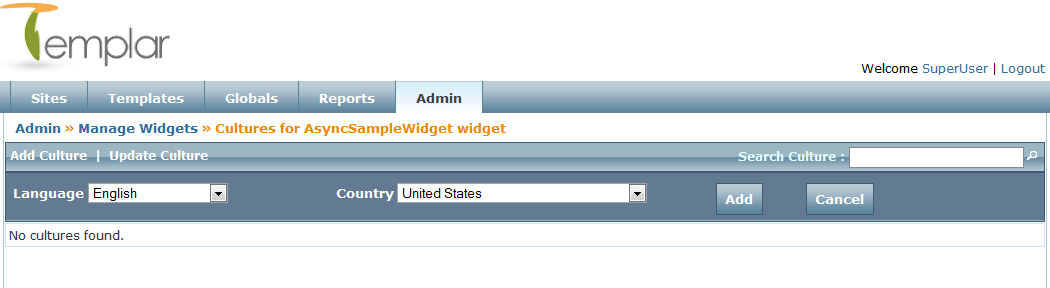 Templar
Welcome SuperUser | Logout
Sites Templates Globals Reports Admin
Admin » Manage Widgets » Cultures for AsyncSampleWidget widget
Add Culture | Update Culture Search Culture :
Language English Country United States Add Cancel
No cultures found.